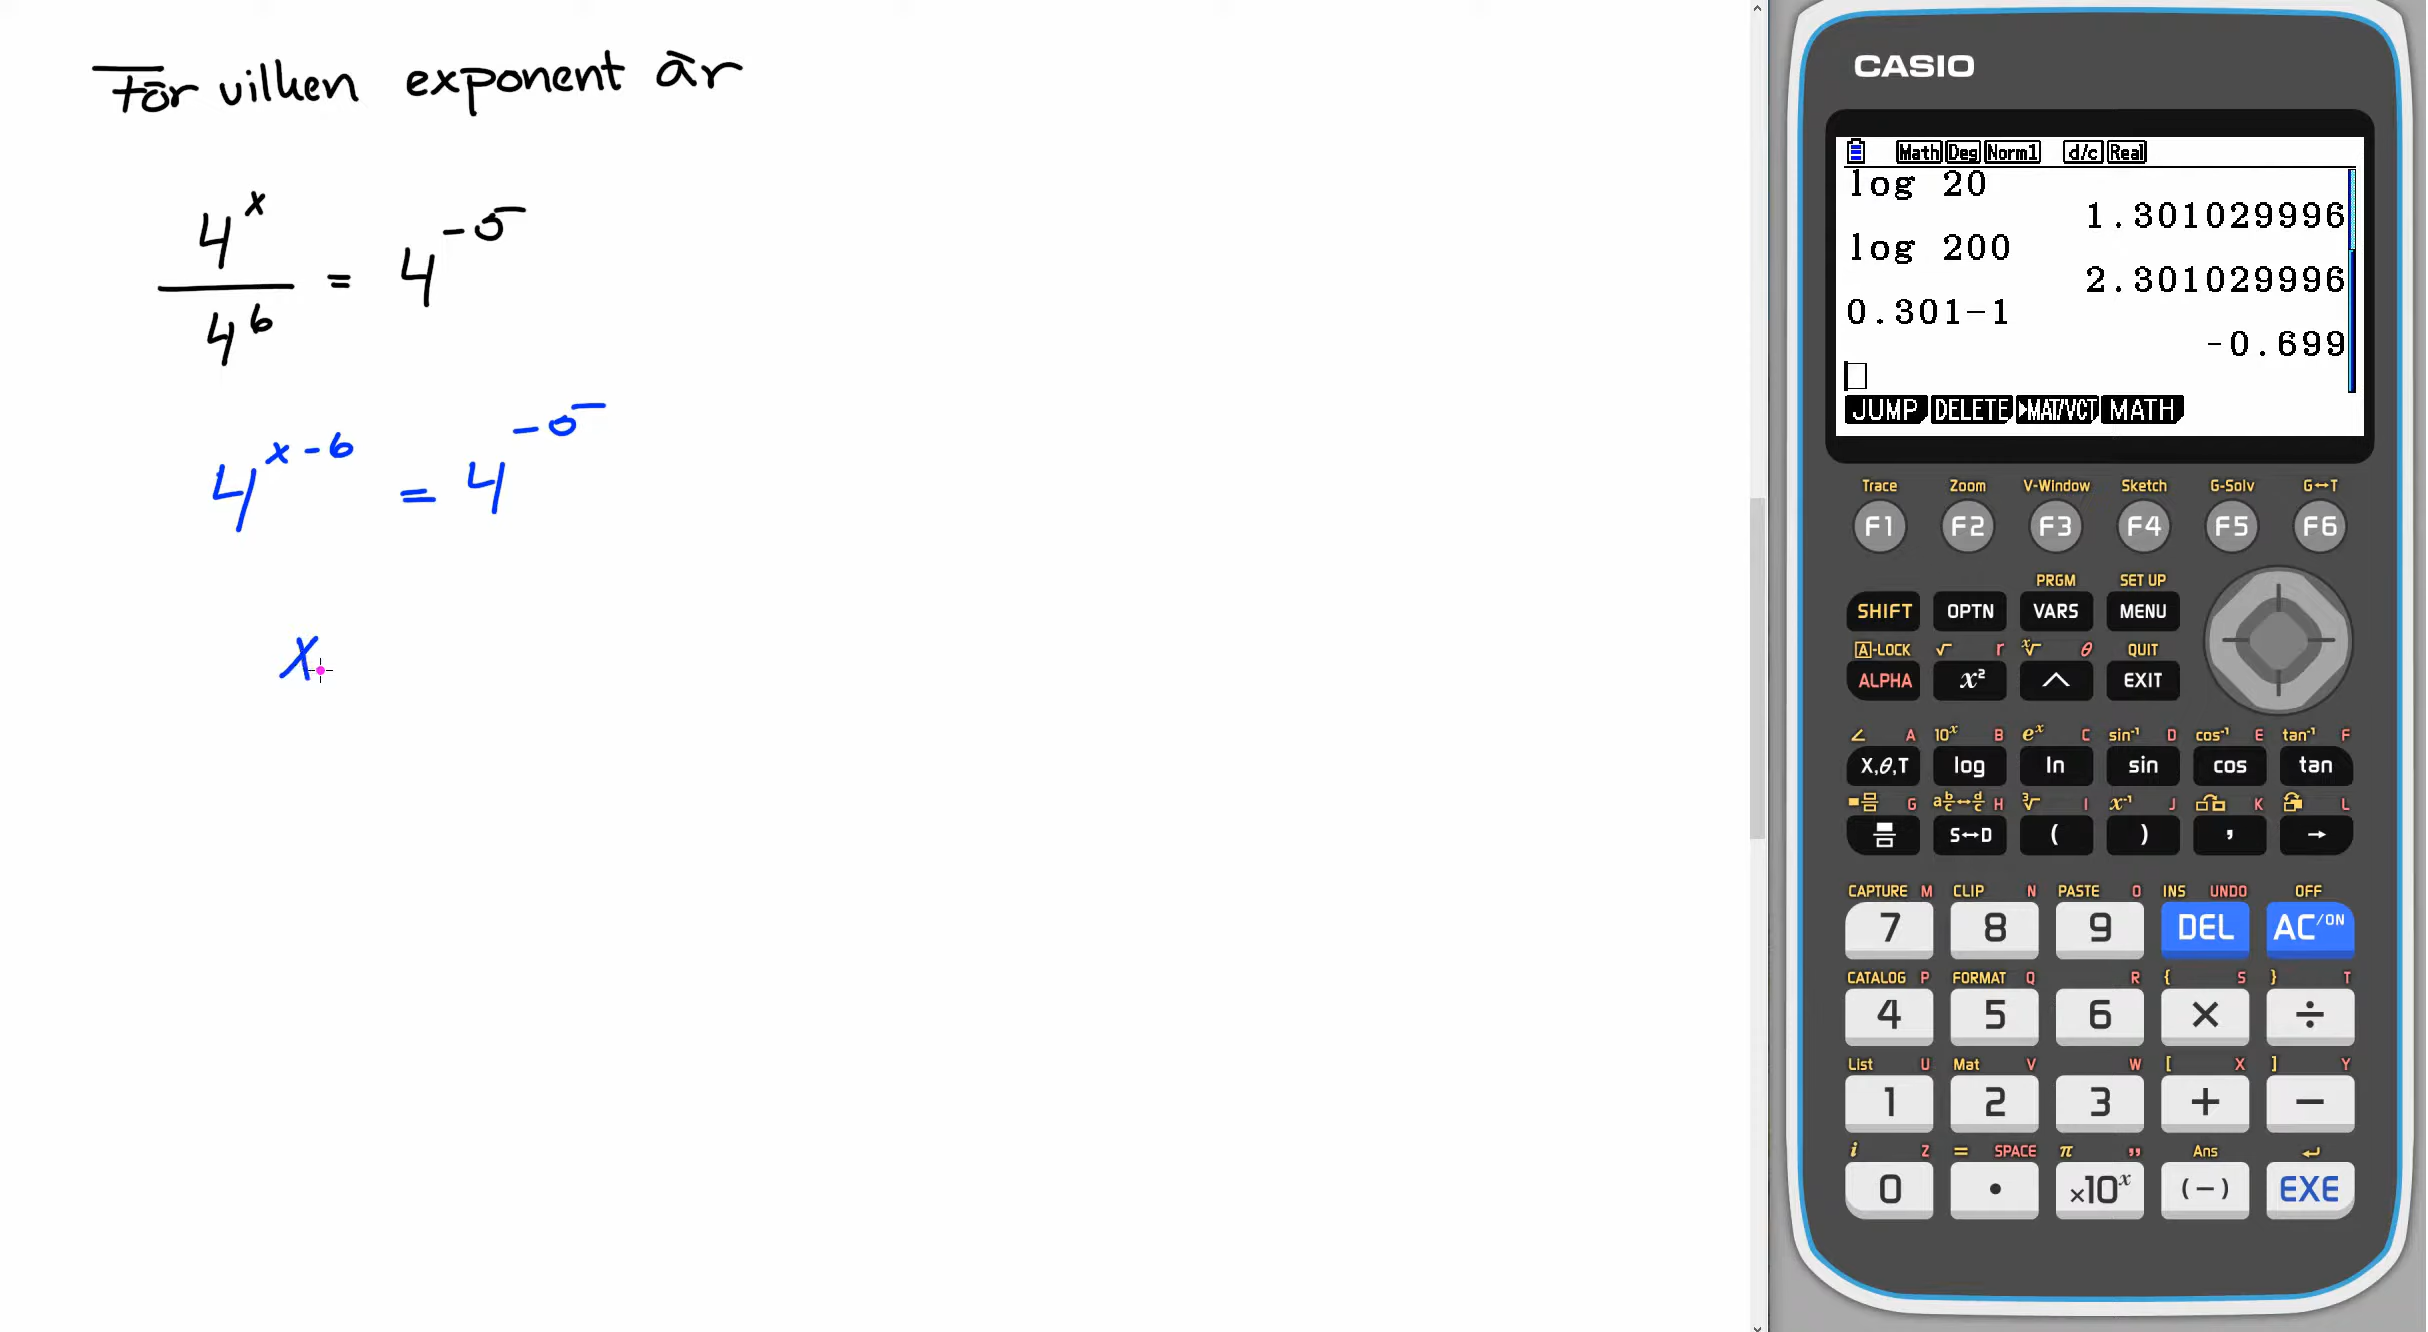 För vilken exponent är
4^x / 4^6 = 4^-5
4^x-6 = 4^-5
x
CASIO
Math Deg Norm1 d/c Real
log 20
1.301029996
log 200
2.301029996
0.301-1
-0.699
JUMP DELETE ▶MAT/VCT MATH
Trace Zoom V-Window Sketch G-Solv G↔T
F1 F2 F3 F4 F5 F6
PRGM SET UP
SHIFT OPTN VARS MENU
A-LOCK √ r ˣ√ θ QUIT
ALPHA x² ^ EXIT
∠ A 10ˣ B eˣ C sin⁻¹ D cos⁻¹ E tan⁻¹ F
X,θ,T log ln sin cos tan
G a b/c↔d/c H ³√ I x⁻¹ J K L
S↔D ( ) , →
CAPTURE M CLIP N PASTE O INS UNDO OFF
7 8 9 DEL AC/ON
CATALOG P FORMAT Q R { S } T
4 5 6 × ÷
List U Mat V W [ X ] Y
1 2 3 + −
i Z = SPACE π " Ans ↵
0 . ×10ˣ (−) EXE